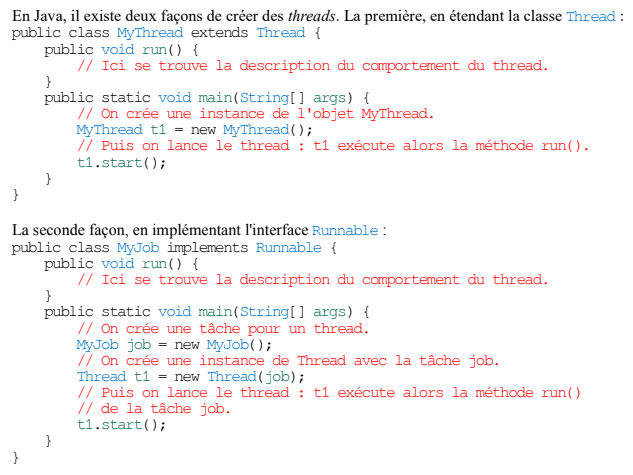 En Java, il existe deux façons de créer des threads. La première, en étendant la classe Thread :
public class MyThread extends Thread {
    public void run() {
        // Ici se trouve la description du comportement du thread.
    }
    public static void main(String[] args) {
        // On crée une instance de l'objet MyThread.
        MyThread t1 = new MyThread();
        // Puis on lance le thread : t1 exécute alors la méthode run().
        t1.start();
    }
}
La seconde façon, en implémentant l'interface Runnable :
public class MyJob implements Runnable {
    public void run() {
        // Ici se trouve la description du comportement du thread.
    }
    public static void main(String[] args) {
        // On crée une tâche pour un thread.
        MyJob job = new MyJob();
        // On crée une instance de Thread avec la tâche job.
        Thread t1 = new Thread(job);
        // Puis on lance le thread : t1 exécute alors la méthode run()
        // de la tâche job.
        t1.start();
    }
}